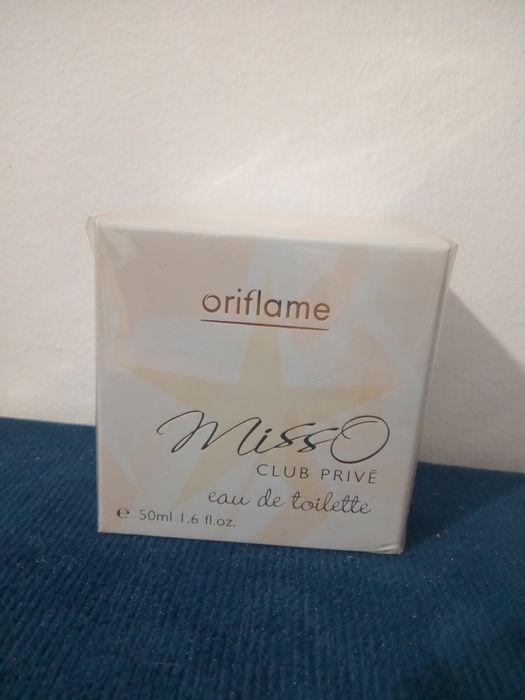 oriflame
MissO
CLUB PRIVÉ
eau de toilette
e 50ml 1.6 fl.oz.